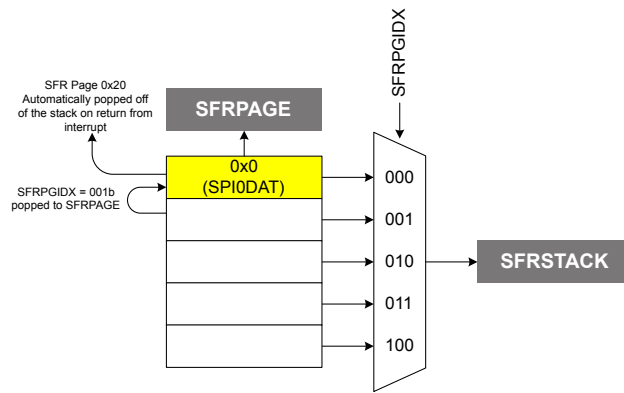 SFR Page 0x20
Automatically popped off
of the stack on return from
interrupt
SFRPGIDX
SFRPAGE
0x0
(SPI0DAT)
SFRPGIDX = 001b
popped to SFRPAGE
000
001
010
011
100
SFRSTACK